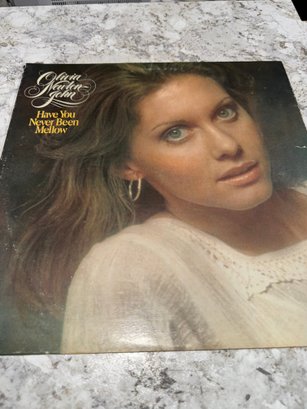 Olivia
Newton-
John
Have You
Never Been
Mellow